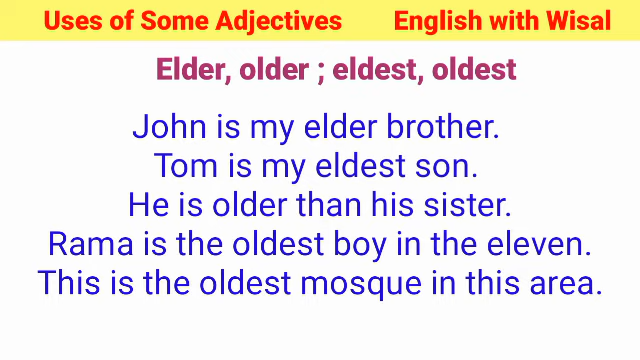 Uses of Some Adjectives English with Wisal
Elder, older ; eldest, oldest
John is my elder brother.
Tom is my eldest son.
He is older than his sister.
Rama is the oldest boy in the eleven.
This is the oldest mosque in this area.